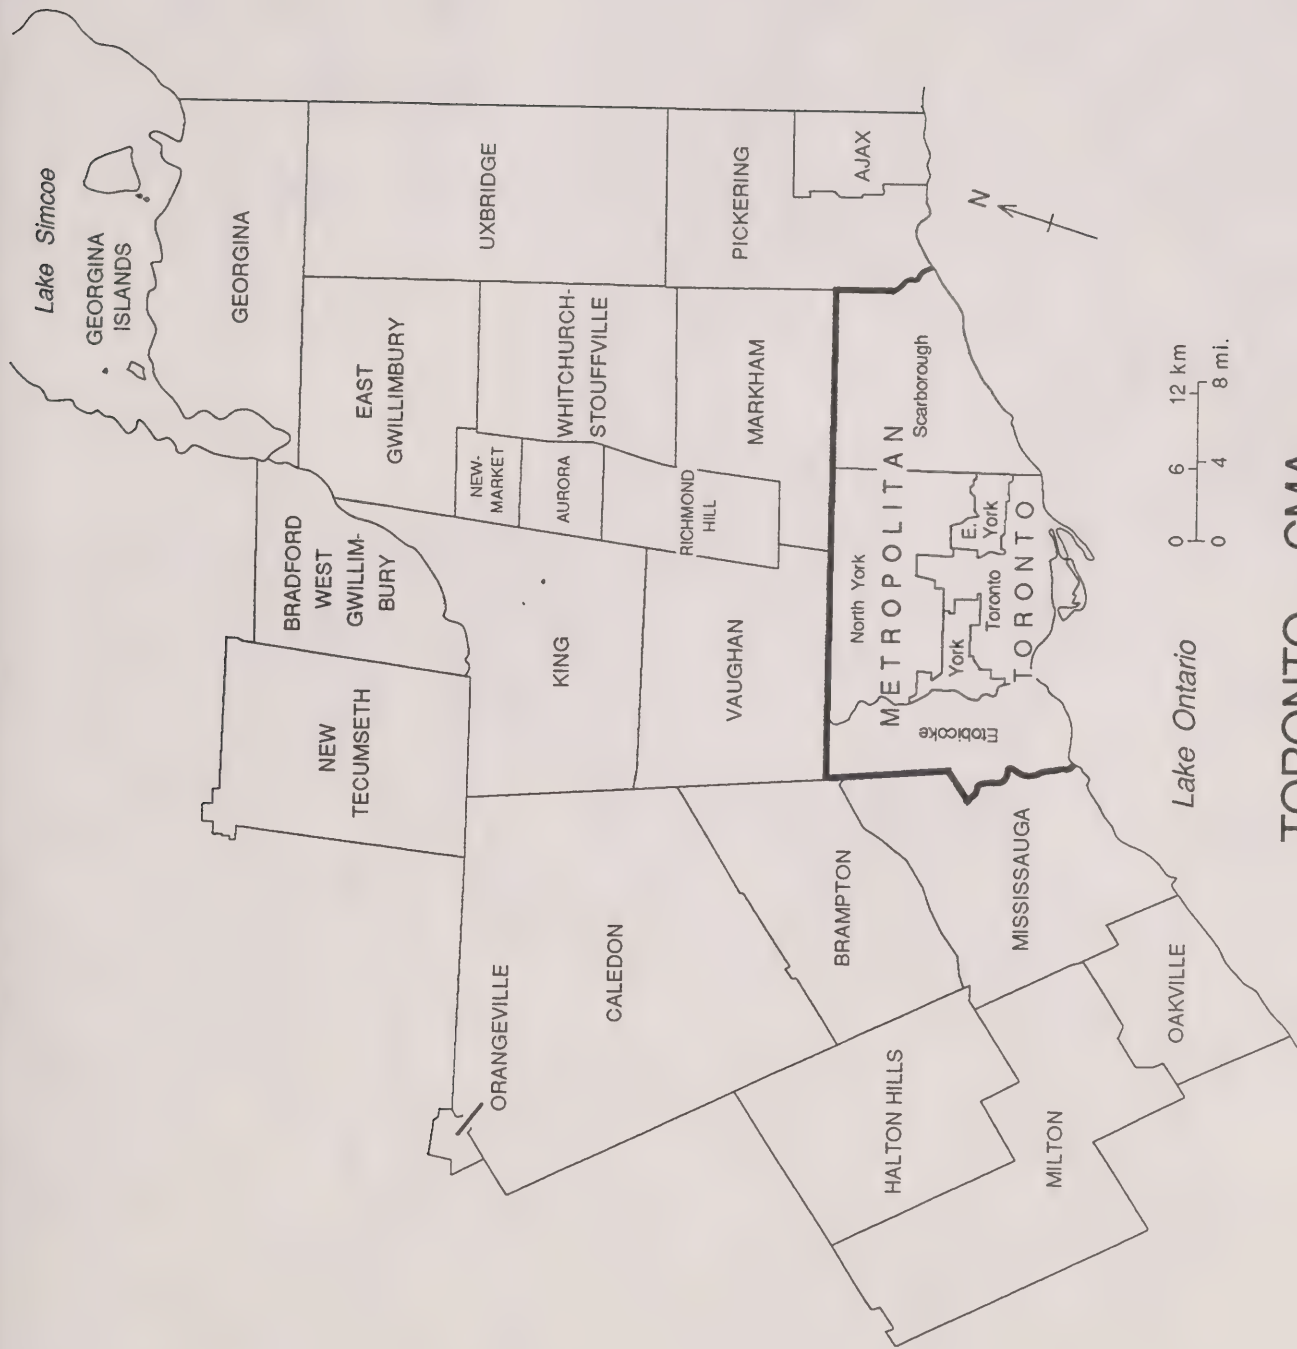 Lake Simcoe
GEORGINA
ISLANDS
GEORGINA
UXBRIDGE
PICKERING
AJAX
EAST
GWILLIMBURY
WHITCHURCH-
STOUFFVILLE
MARKHAM
NEW-
MARKET
AURORA
RICHMOND
HILL
BRADFORD
WEST
GWILLIM-
BURY
NEW
TECUMSETH
KING
VAUGHAN
ORANGEVILLE
CALEDON
BRAMPTON
MISSISSAUGA
HALTON HILLS
MILTON
OAKVILLE
METROPOLITAN
TORONTO
Scarborough
North York
E.
York
Toronto
York
Etobicoke
N
Lake Ontario
0 6 12 km
0 4 8 mi.
TORONTO CMA